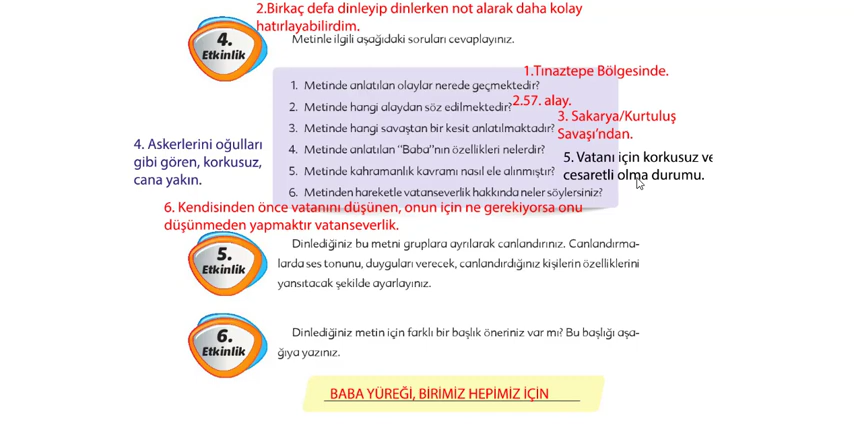 2.Birkaç defa dinleyip dinlerken not alarak daha kolay
hatırlayabilirdim.
4.
Etkinlik
Metinle ilgili aşağıdaki soruları cevaplayınız.
1.Tınaztepe Bölgesinde.
1. Metinde anlatılan olaylar nerede geçmektedir?
2. Metinde hangi alaydan söz edilmektedir?
2.57. alay.
3. Metinde hangi savaştan bir kesit anlatılmaktadır?
3. Sakarya/Kurtuluş
Savaşı’ndan.
4. Metinde anlatılan “Baba”nın özellikleri nelerdir?
4. Askerlerini oğulları
gibi gören, korkusuz,
cana yakın.
5. Metinde kahramanlık kavramı nasıl ele alınmıştır?
5. Vatanı için korkusuz ve
cesaretli olma durumu.
6. Metinden hareketle vatanseverlik hakkında neler söylersiniz?
6. Kendisinden önce vatanını düşünen, onun için ne gerekiyorsa onu
düşünmeden yapmaktır vatanseverlik.
5.
Etkinlik
Dinlediğiniz bu metni gruplara ayrılarak canlandırınız. Canlandırma-
larda ses tonunu, duyguları verecek, canlandırdığınız kişilerin özelliklerini
yansıtacak şekilde ayarlayınız.
6.
Etkinlik
Dinlediğiniz metin için farklı bir başlık öneriniz var mı? Bu başlığı aşa-
ğıya yazınız.
BABA YÜREĞİ, BİRİMİZ HEPİMİZ İÇİN